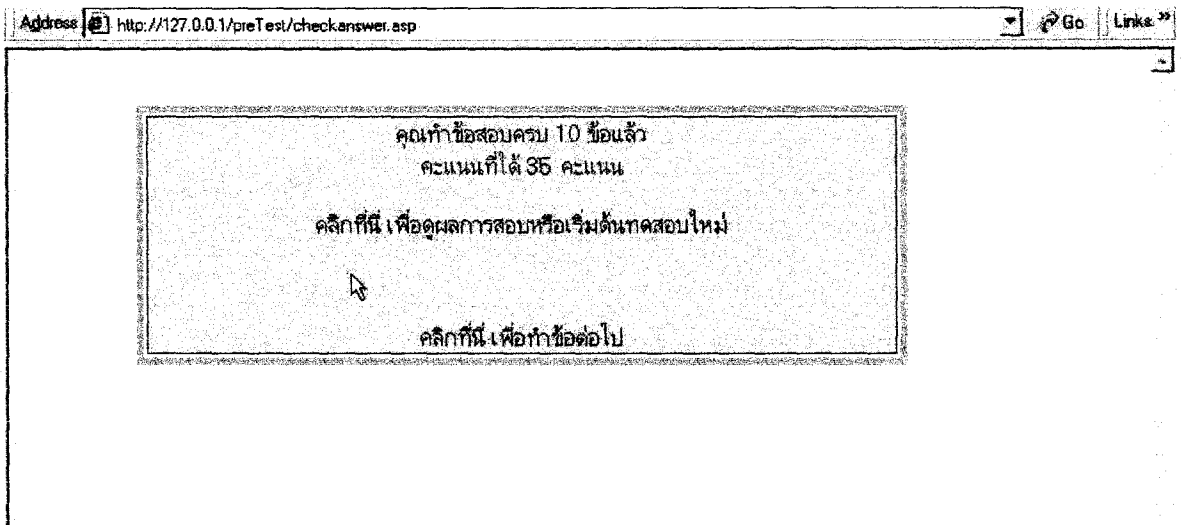 Address http://127.0.0.1/preTest/checkanswer.asp Go Links »
คุณทำข้อสอบครบ 10 ข้อแล้ว
คะแนนที่ได้ 35 คะแนน
คลิกที่นี่ เพื่อดูผลการสอบหรือเริ่มต้นทดสอบใหม่
คลิกที่นี่ เพื่อทำข้อต่อไป